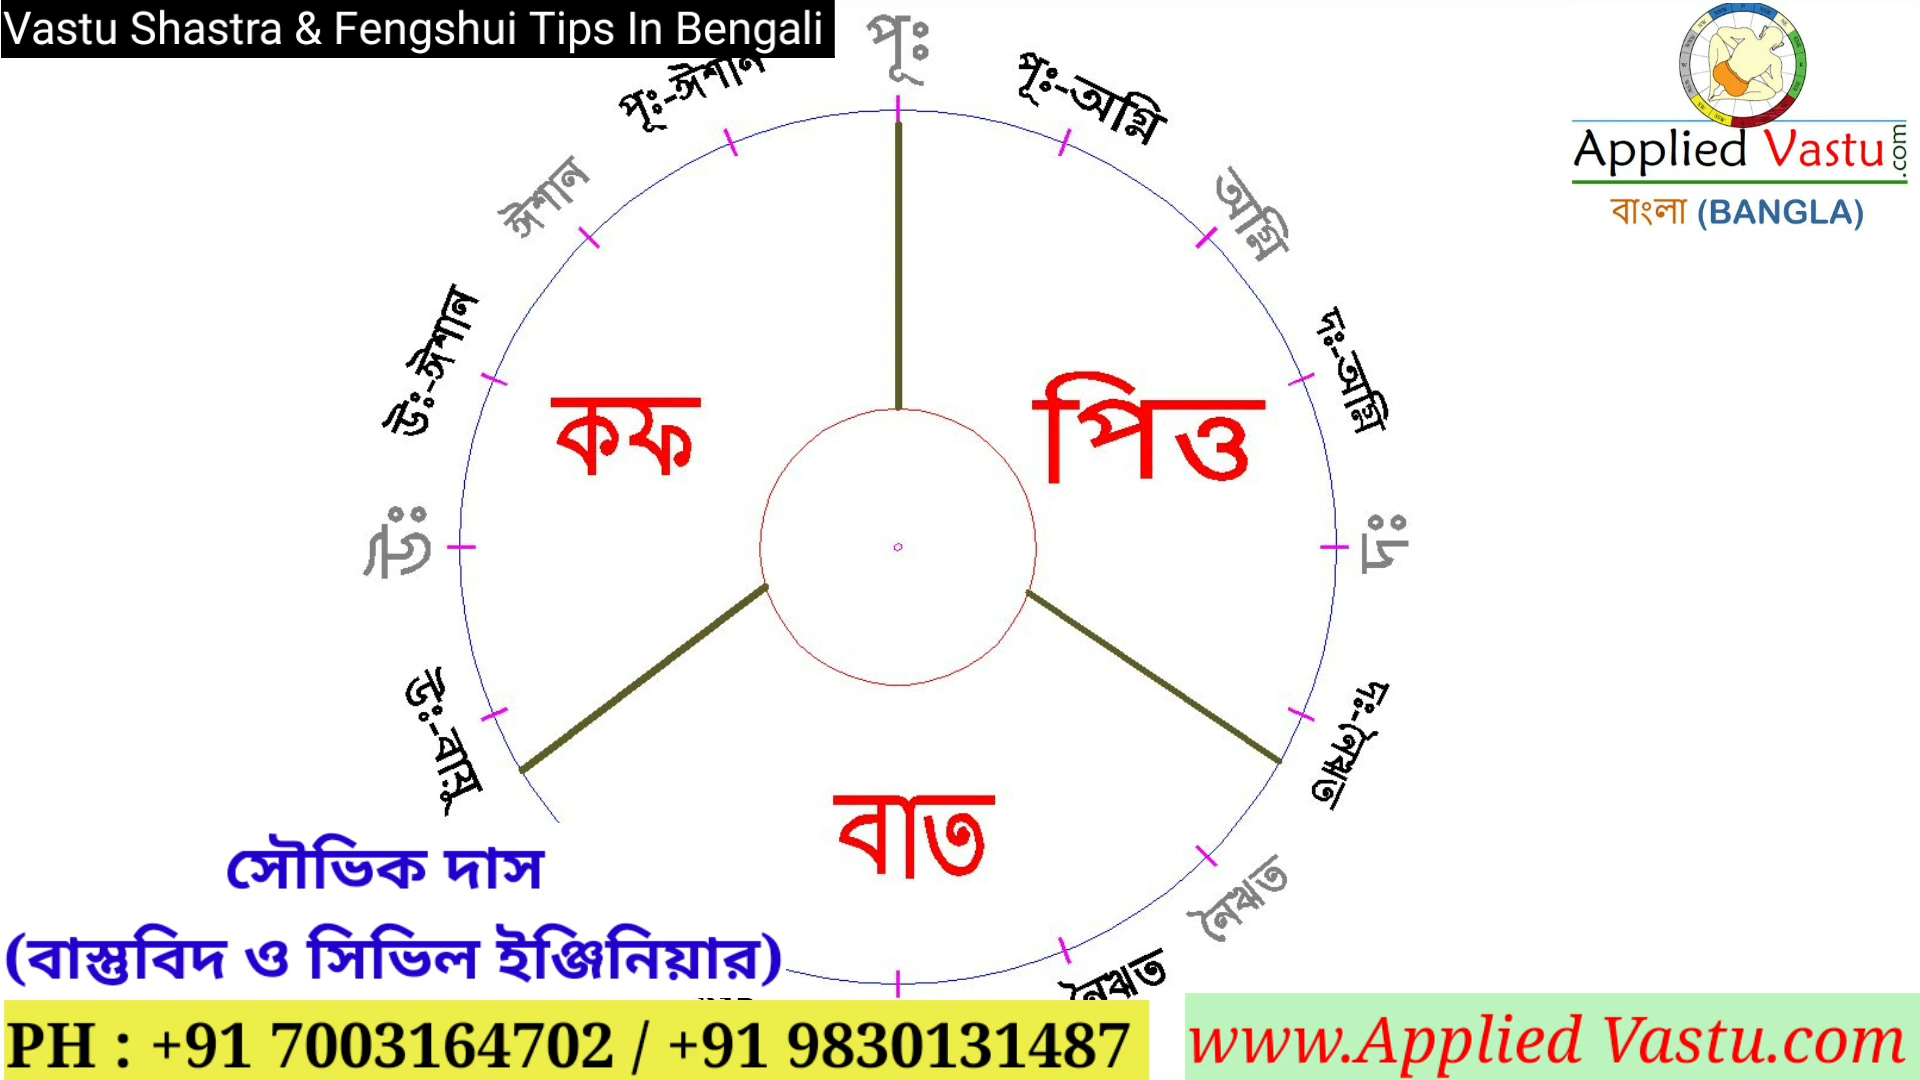 Vastu Shastra & Fengshui Tips In Bengali
পূঃ
পূঃ-ঈশান
পূঃ-অগ্নি
ঈশান
অগ্নি
উঃ-ঈশান
দঃ-অগ্নি
কফ
পিত্ত
উঃ
দঃ
উঃ-বায়ু
দঃ-নৈঋত
বাত
নৈঋত
নৈঋত
Applied Vastu.com
বাংলা (BANGLA)
সৌভিক দাস
(বাস্তুবিদ ও সিভিল ইঞ্জিনিয়ার)
PH : +91 7003164702 / +91 9830131487
www.Applied Vastu.com